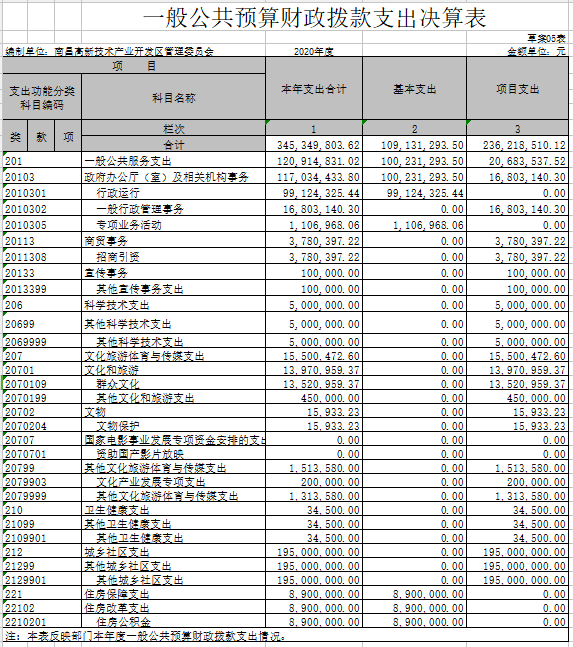 一般公共预算财政拨款支出决算表
草案05表
编制单位：南昌高新技术产业开发区管理委员会 2020年度 金额单位：元
项 目 本年支出合计 基本支出 项目支出
支出功能分类科目编码 科目名称
类 款 项 栏次 1 2 3
合计 345,349,803.62 109,131,293.50 236,218,510.12
201 一般公共服务支出 120,914,831.02 100,231,293.50 20,683,537.52
20103 政府办公厅（室）及相关机构事务 117,034,433.80 100,231,293.50 16,803,140.30
2010301 行政运行 99,124,325.44 99,124,325.44 0.00
2010302 一般行政管理事务 16,803,140.30 0.00 16,803,140.30
2010305 专项业务活动 1,106,968.06 1,106,968.06 0.00
20113 商贸事务 3,780,397.22 0.00 3,780,397.22
2011308 招商引资 3,780,397.22 0.00 3,780,397.22
20133 宣传事务 100,000.00 0.00 100,000.00
2013399 其他宣传事务支出 100,000.00 0.00 100,000.00
206 科学技术支出 5,000,000.00 0.00 5,000,000.00
20699 其他科学技术支出 5,000,000.00 0.00 5,000,000.00
2069999 其他科学技术支出 5,000,000.00 0.00 5,000,000.00
207 文化旅游体育与传媒支出 15,500,472.60 0.00 15,500,472.60
20701 文化和旅游 13,970,959.37 0.00 13,970,959.37
2070109 群众文化 13,520,959.37 0.00 13,520,959.37
2070199 其他文化和旅游支出 450,000.00 0.00 450,000.00
20702 文物 15,933.23 0.00 15,933.23
2070204 文物保护 15,933.23 0.00 15,933.23
20707 国家电影事业发展专项资金安排的支出 0.00 0.00 0.00
2070701 资助国产影片放映 0.00 0.00 0.00
20799 其他文化旅游体育与传媒支出 1,513,580.00 0.00 1,513,580.00
2079903 文化产业发展专项支出 200,000.00 0.00 200,000.00
2079999 其他文化旅游体育与传媒支出 1,313,580.00 0.00 1,313,580.00
210 卫生健康支出 34,500.00 0.00 34,500.00
21099 其他卫生健康支出 34,500.00 0.00 34,500.00
2109901 其他卫生健康支出 34,500.00 0.00 34,500.00
212 城乡社区支出 195,000,000.00 0.00 195,000,000.00
21299 其他城乡社区支出 195,000,000.00 0.00 195,000,000.00
2129901 其他城乡社区支出 195,000,000.00 0.00 195,000,000.00
221 住房保障支出 8,900,000.00 8,900,000.00 0.00
22102 住房改革支出 8,900,000.00 8,900,000.00 0.00
2210201 住房公积金 8,900,000.00 8,900,000.00 0.00
注：本表反映部门本年度一般公共预算财政拨款支出情况。